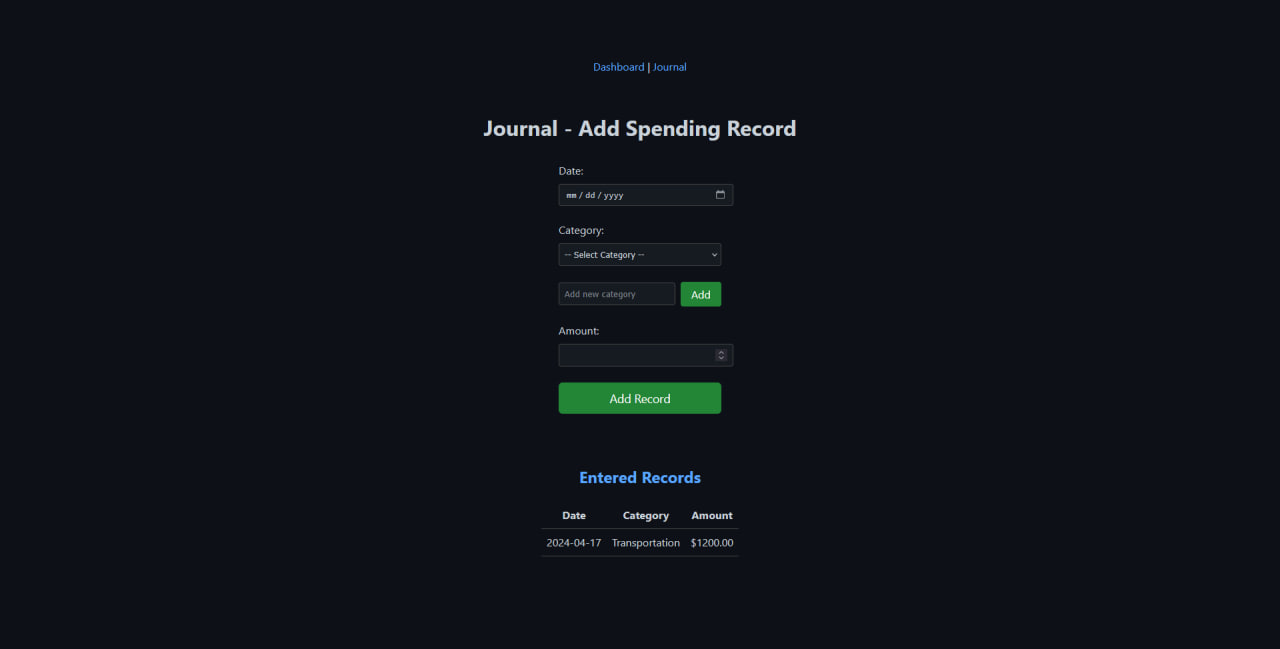 Dashboard | Journal
Journal - Add Spending Record
Date:
mm / dd / yyyy
Category:
-- Select Category --
Add new category Add
Amount:
Add Record
Entered Records
Date Category Amount
2024-04-17 Transportation $1200.00